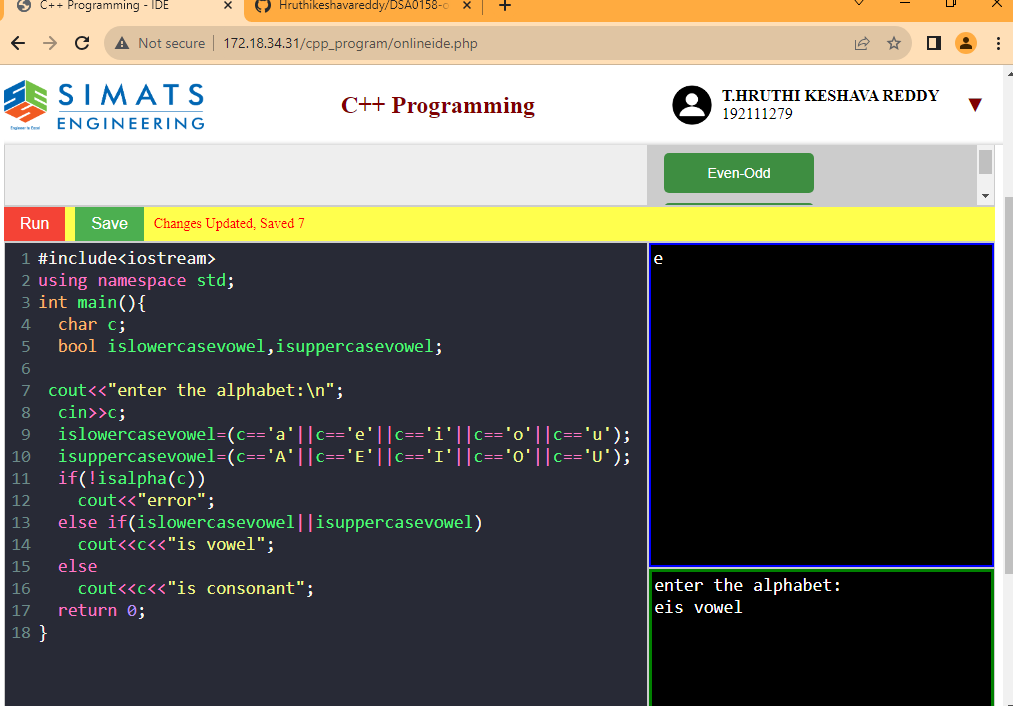 C++ Programming - IDE
Hruthikeshavareddy/DSA0158-
Not secure 172.18.34.31/cpp_program/onlineide.php
SIMATS
ENGINEERING
Engineer to Excel
C++ Programming
T.HRUTHI KESHAVA REDDY
192111279
Even-Odd
Run Save Changes Updated, Saved 7
1 #include<iostream>
2 using namespace std;
3 int main(){
4 char c;
5 bool islowercasevowel,isuppercasevowel;
6
7 cout<<"enter the alphabet:\n";
8 cin>>c;
9 islowercasevowel=(c=='a'||c=='e'||c=='i'||c=='o'||c=='u');
10 isuppercasevowel=(c=='A'||c=='E'||c=='I'||c=='O'||c=='U');
11 if(!isalpha(c))
12 cout<<"error";
13 else if(islowercasevowel||isuppercasevowel)
14 cout<<c<<"is vowel";
15 else
16 cout<<c<<"is consonant";
17 return 0;
18 }
e
enter the alphabet:
eis vowel